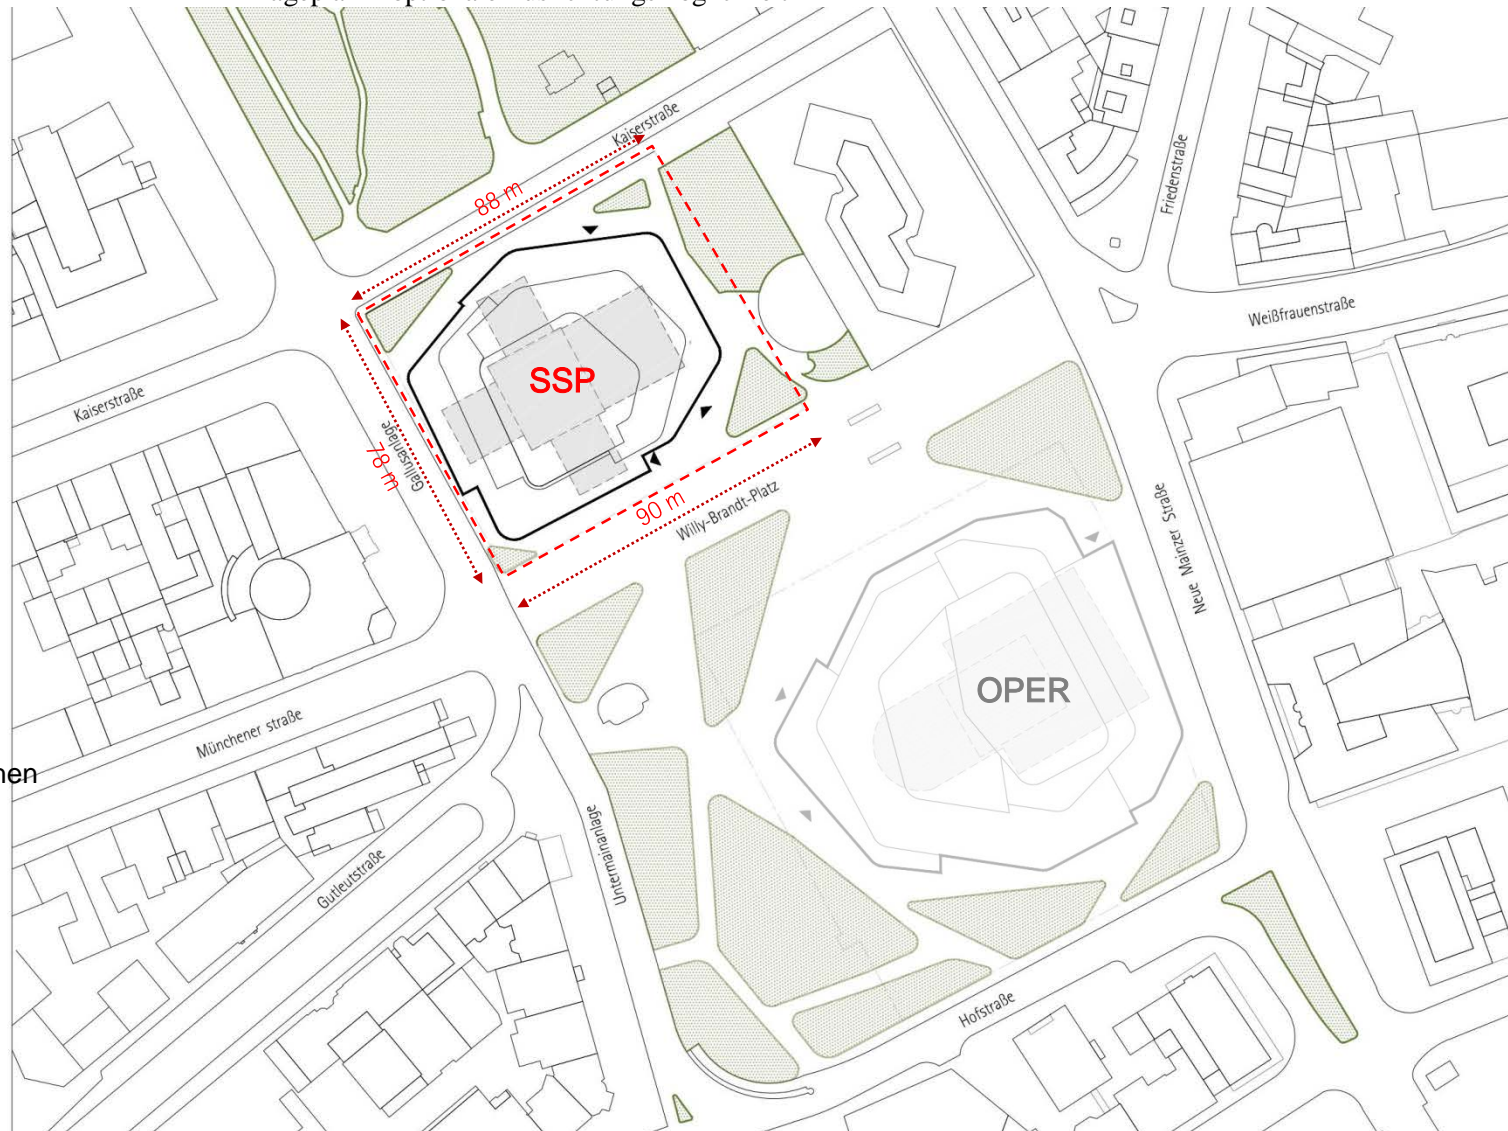 Kaiserstraße
88 m
Friedenstraße
Weißfrauenstraße
SSP
Kaiserstraße
Gallusanlage
78 m
90 m
Willy-Brandt-Platz
Neue Mainzer Straße
OPER
Münchener straße
Untermainanlage
Gutleutstraße
Hofstraße